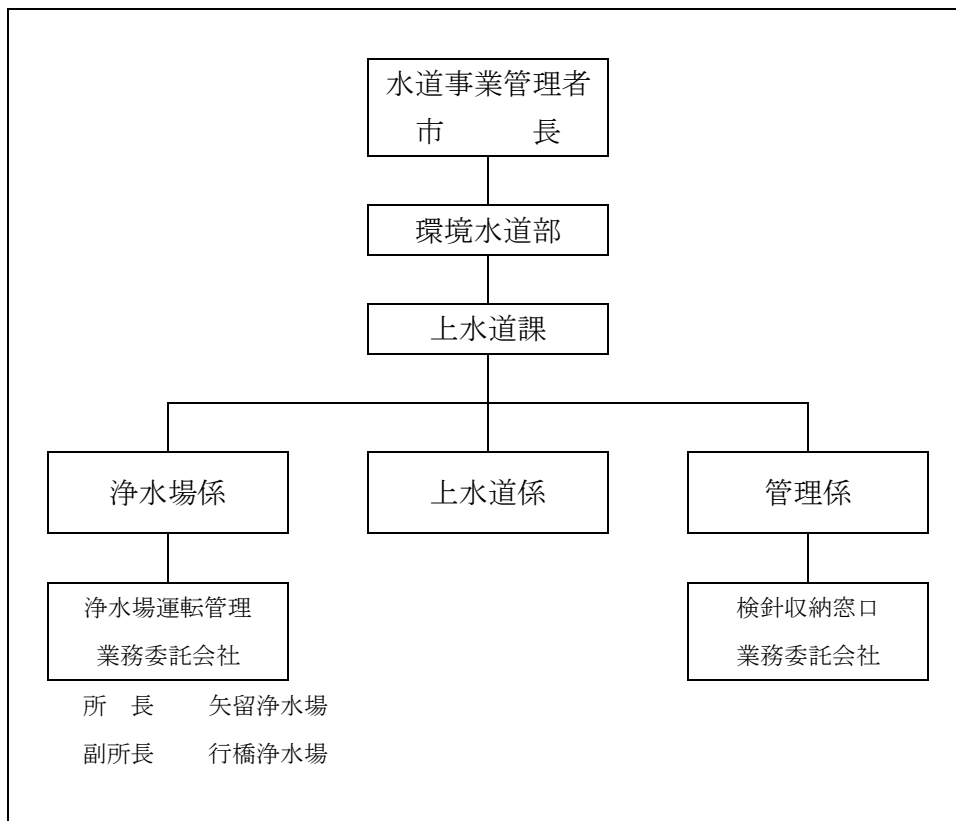 水道事業管理者
市　　　長
環境水道部
上水道課
浄水場係
上水道係
管理係
浄水場運転管理
業務委託会社
検針収納窓口
業務委託会社
所　長　　矢留浄水場
副所長　　行橋浄水場